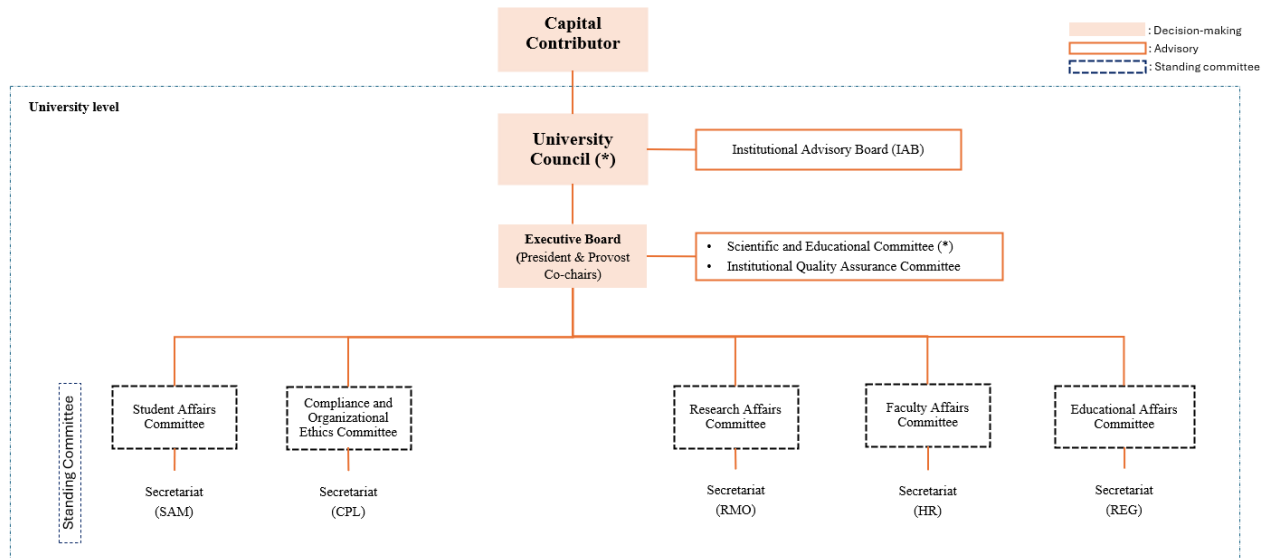 Capital
Contributor
: Decision-making
: Advisory
: Standing committee
University level
University
Council (*)
Institutional Advisory Board (IAB)
Executive Board
(President & Provost
Co-chairs)
• Scientific and Educational Committee (*)
• Institutional Quality Assurance Committee
Standing Committee
Student Affairs
Committee
Compliance and
Organizational
Ethics Committee
Research Affairs
Committee
Faculty Affairs
Committee
Educational Affairs
Committee
Secretariat
(SAM)
Secretariat
(CPL)
Secretariat
(RMO)
Secretariat
(HR)
Secretariat
(REG)